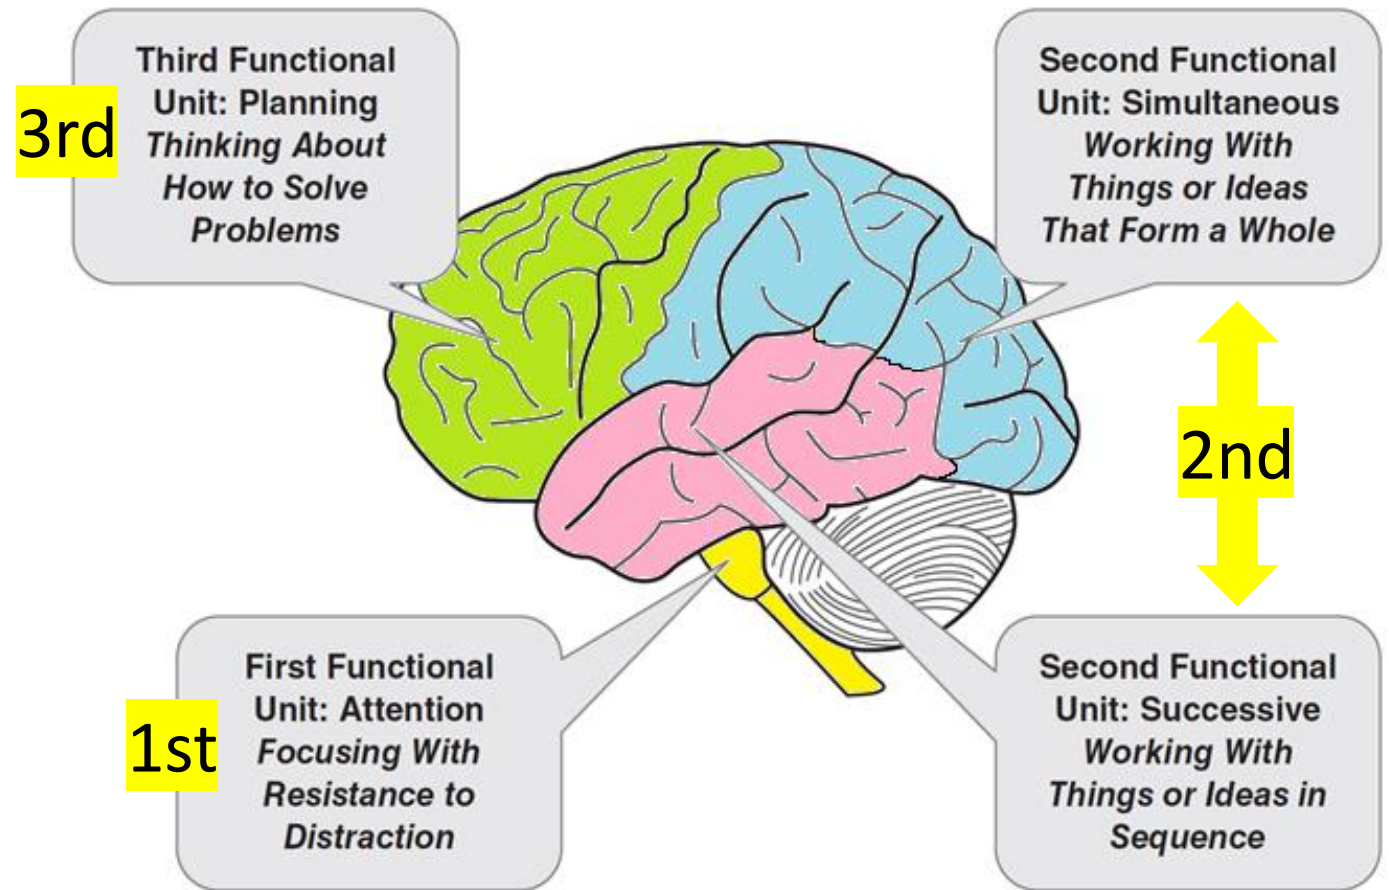 3rd
Third Functional
Unit: Planning
Thinking About
How to Solve
Problems
Second Functional
Unit: Simultaneous
Working With
Things or Ideas
That Form a Whole
2nd
1st
First Functional
Unit: Attention
Focusing With
Resistance to
Distraction
Second Functional
Unit: Successive
Working With
Things or Ideas in
Sequence